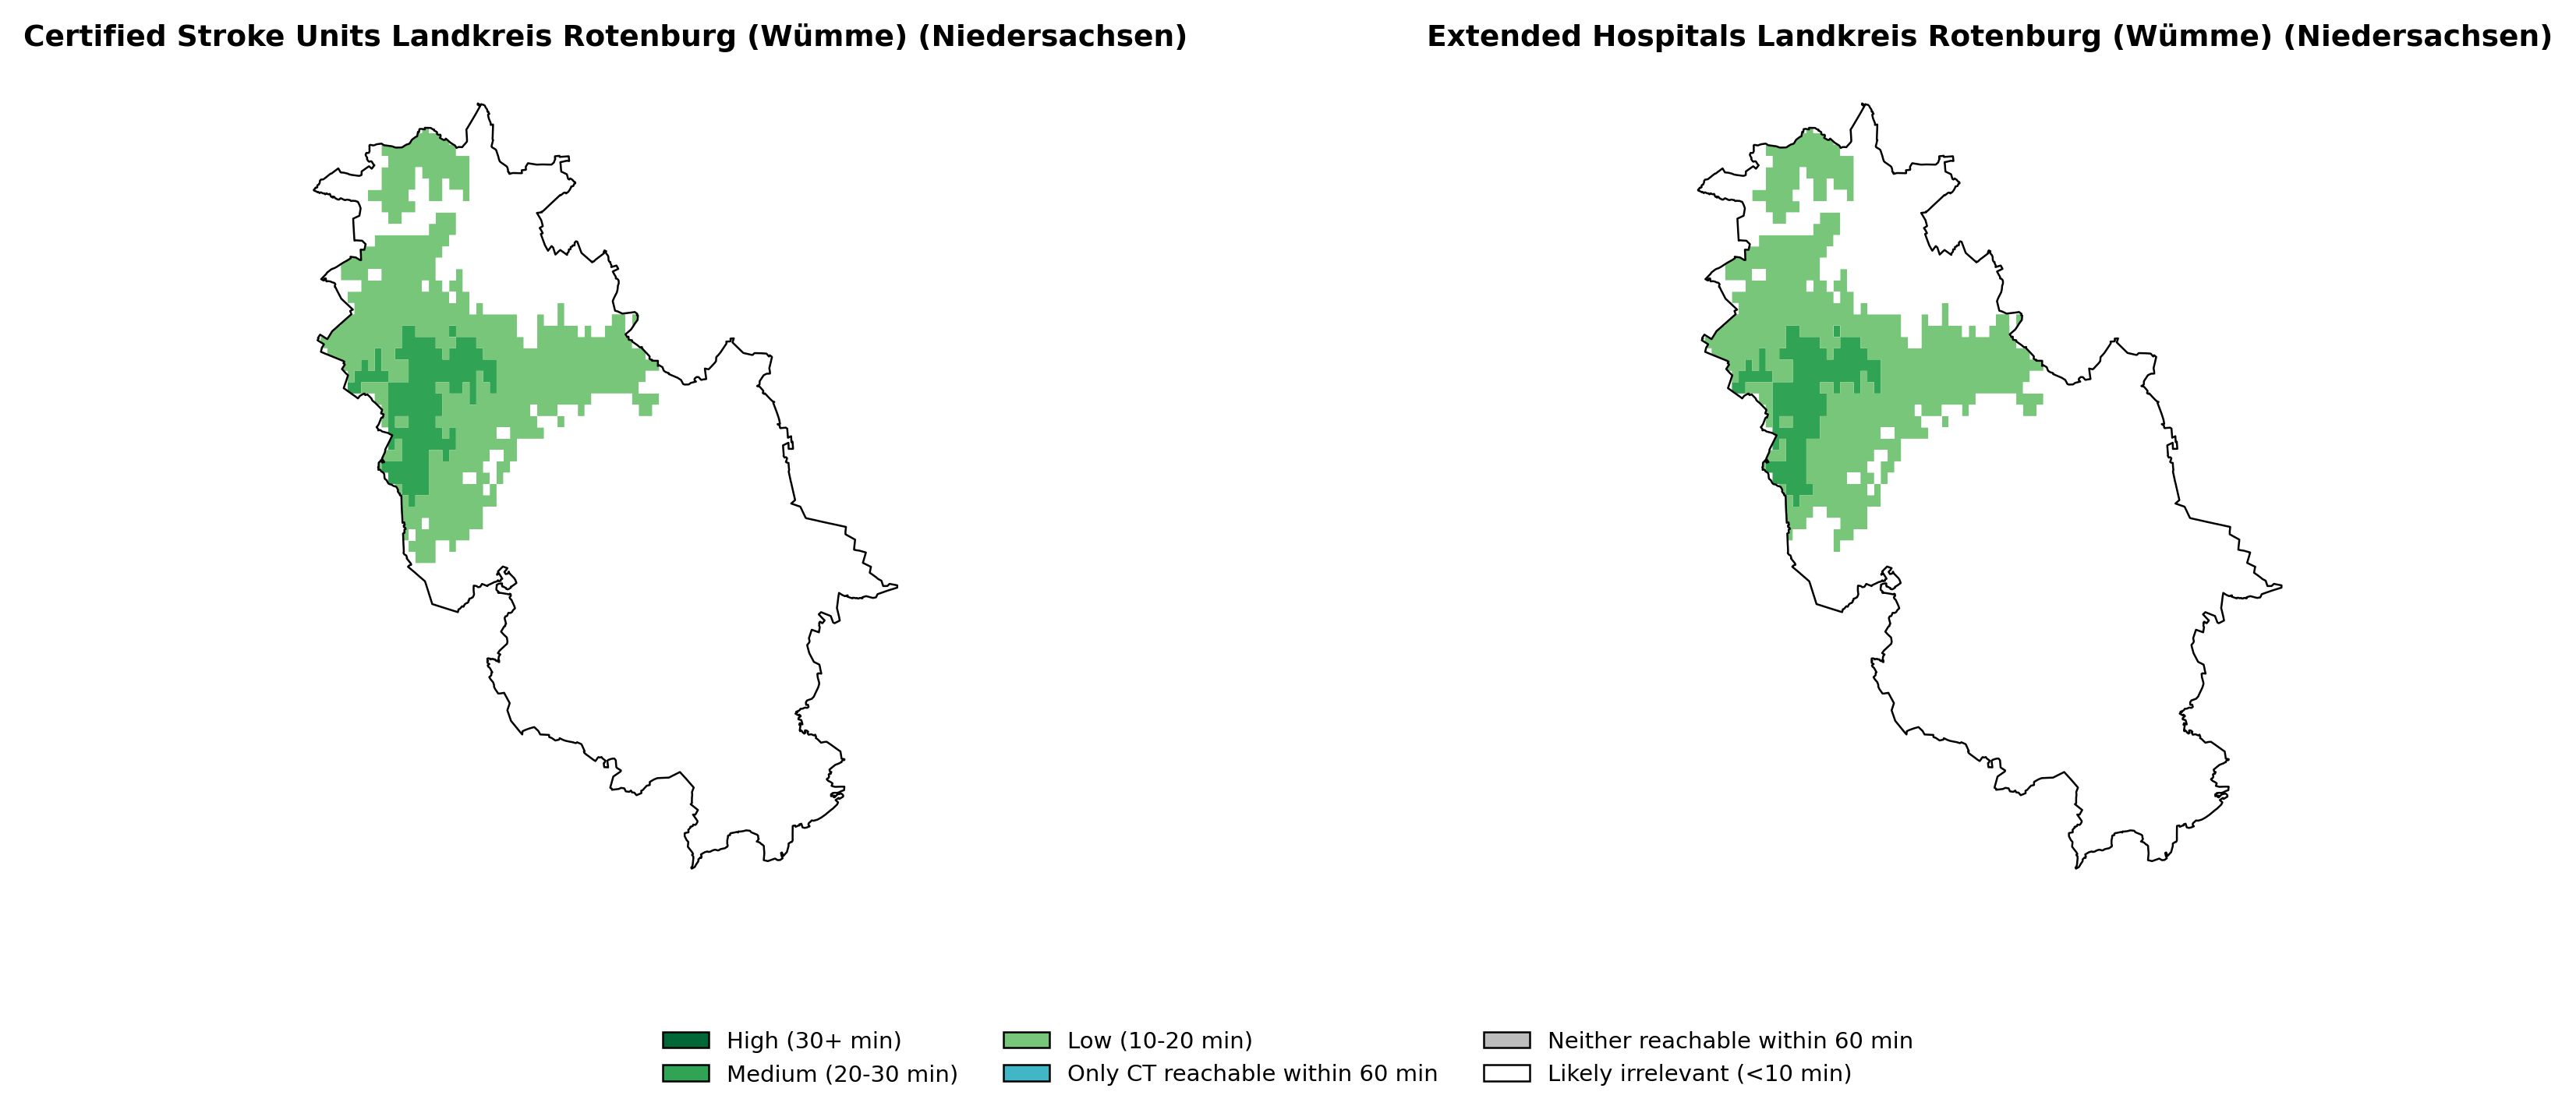 Certified Stroke Units Landkreis Rotenburg (Wümme) (Niedersachsen)
Extended Hospitals Landkreis Rotenburg (Wümme) (Niedersachsen)
High (30+ min)
Medium (20-30 min)
Low (10-20 min)
Only CT reachable within 60 min
Neither reachable within 60 min
Likely irrelevant (<10 min)